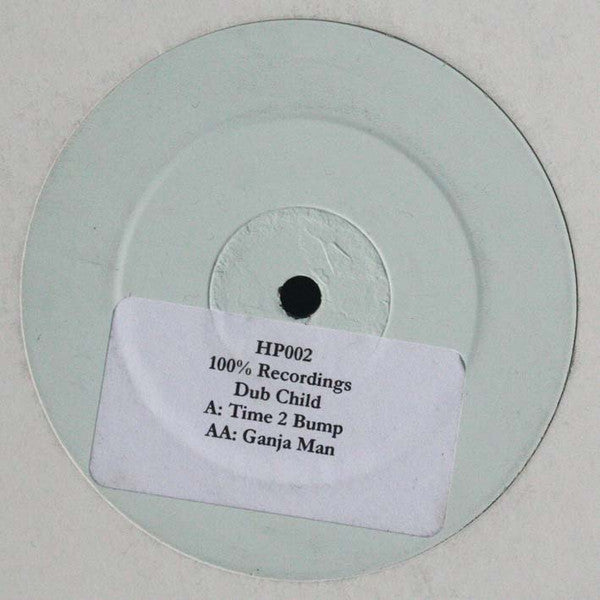 HP002
100% Recordings
Dub Child
A: Time 2 Bump
AA: Ganja Man